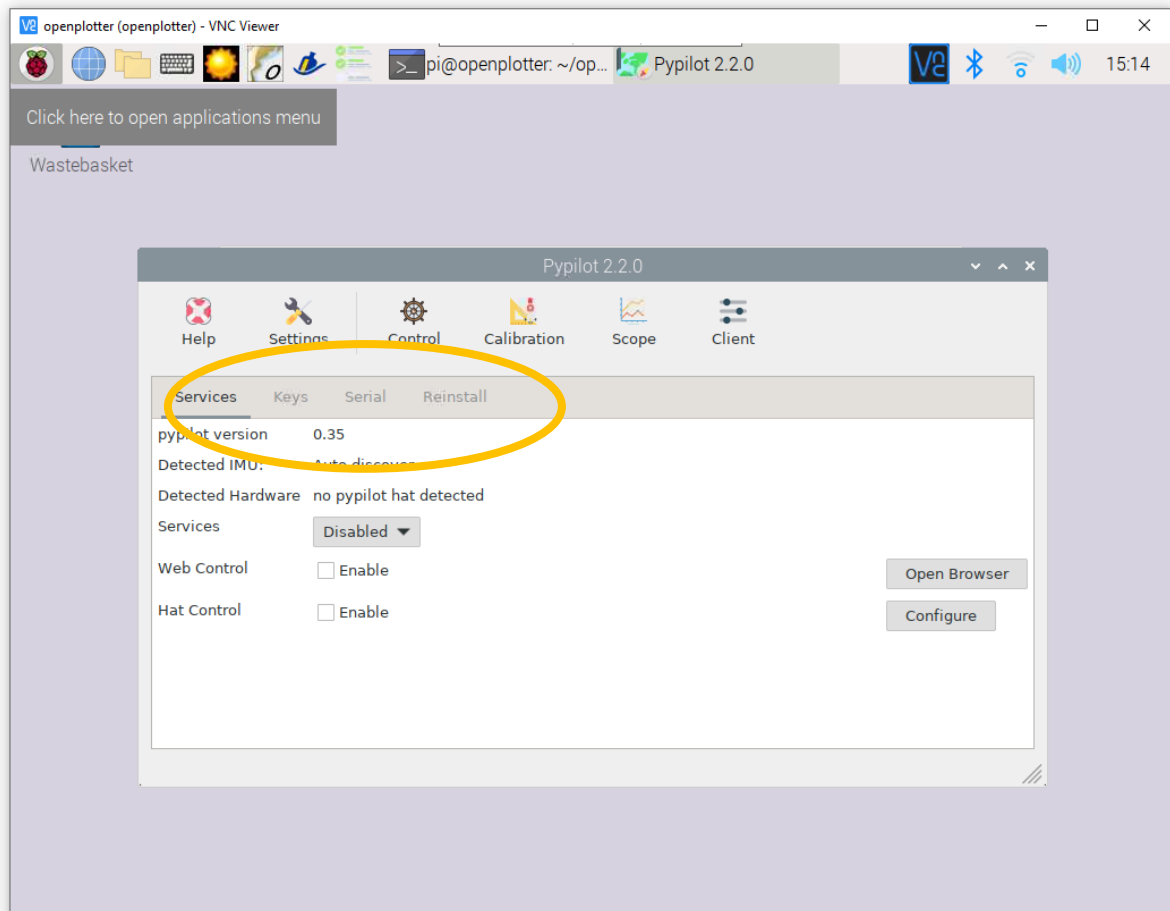 openplotter (openplotter) - VNC Viewer
pi@openplotter: ~/op... Pypilot 2.2.0 15:14
Click here to open applications menu
Wastebasket
Pypilot 2.2.0
Help Settings Control Calibration Scope Client
Services Keys Serial Reinstall
pypilot version 0.35
Detected IMU: Auto discover
Detected Hardware no pypilot hat detected
Services Disabled
Web Control Enable Open Browser
Hat Control Enable Configure